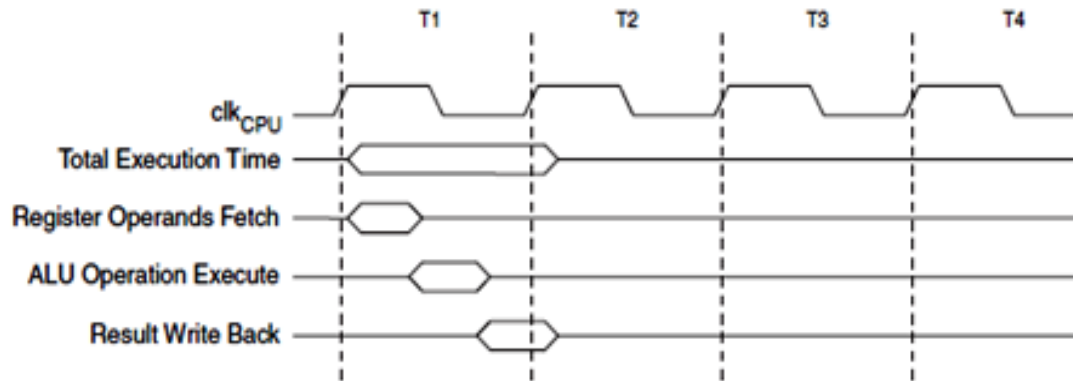 T1 T2 T3 T4
clkCPU
Total Execution Time
Register Operands Fetch
ALU Operation Execute
Result Write Back